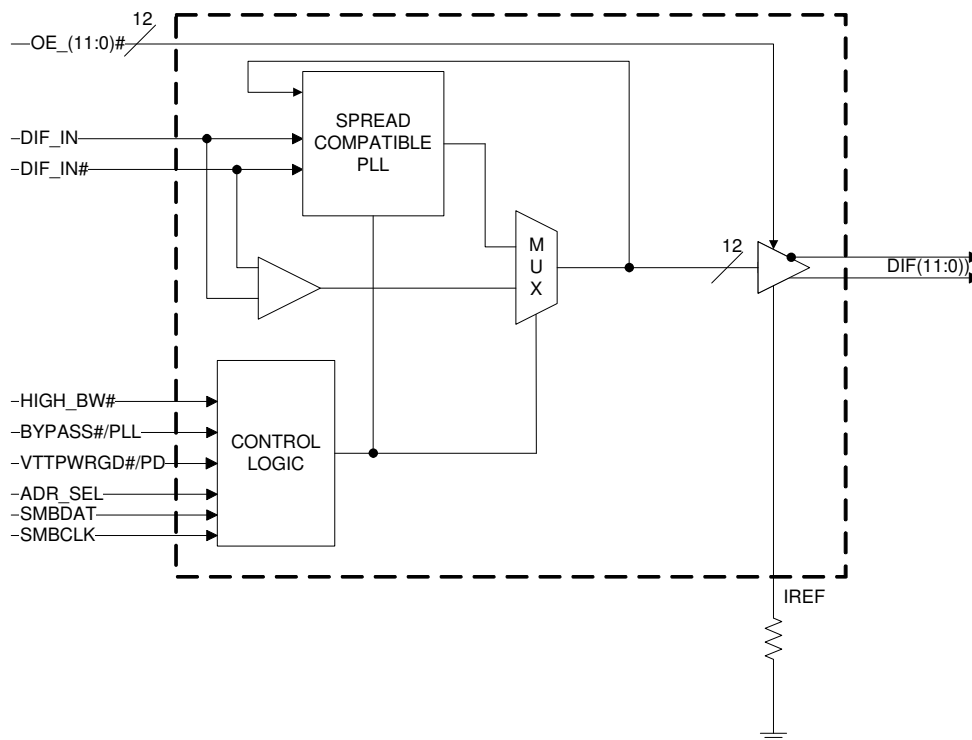 12
OE_(11:0)#
SPREAD
COMPATIBLE
PLL
DIF_IN
DIF_IN#
M
U
X
12
DIF(11:0))
HIGH_BW#
BYPASS#/PLL
VTTPWRGD#/PD
ADR_SEL
SMBDAT
SMBCLK
CONTROL
LOGIC
IREF